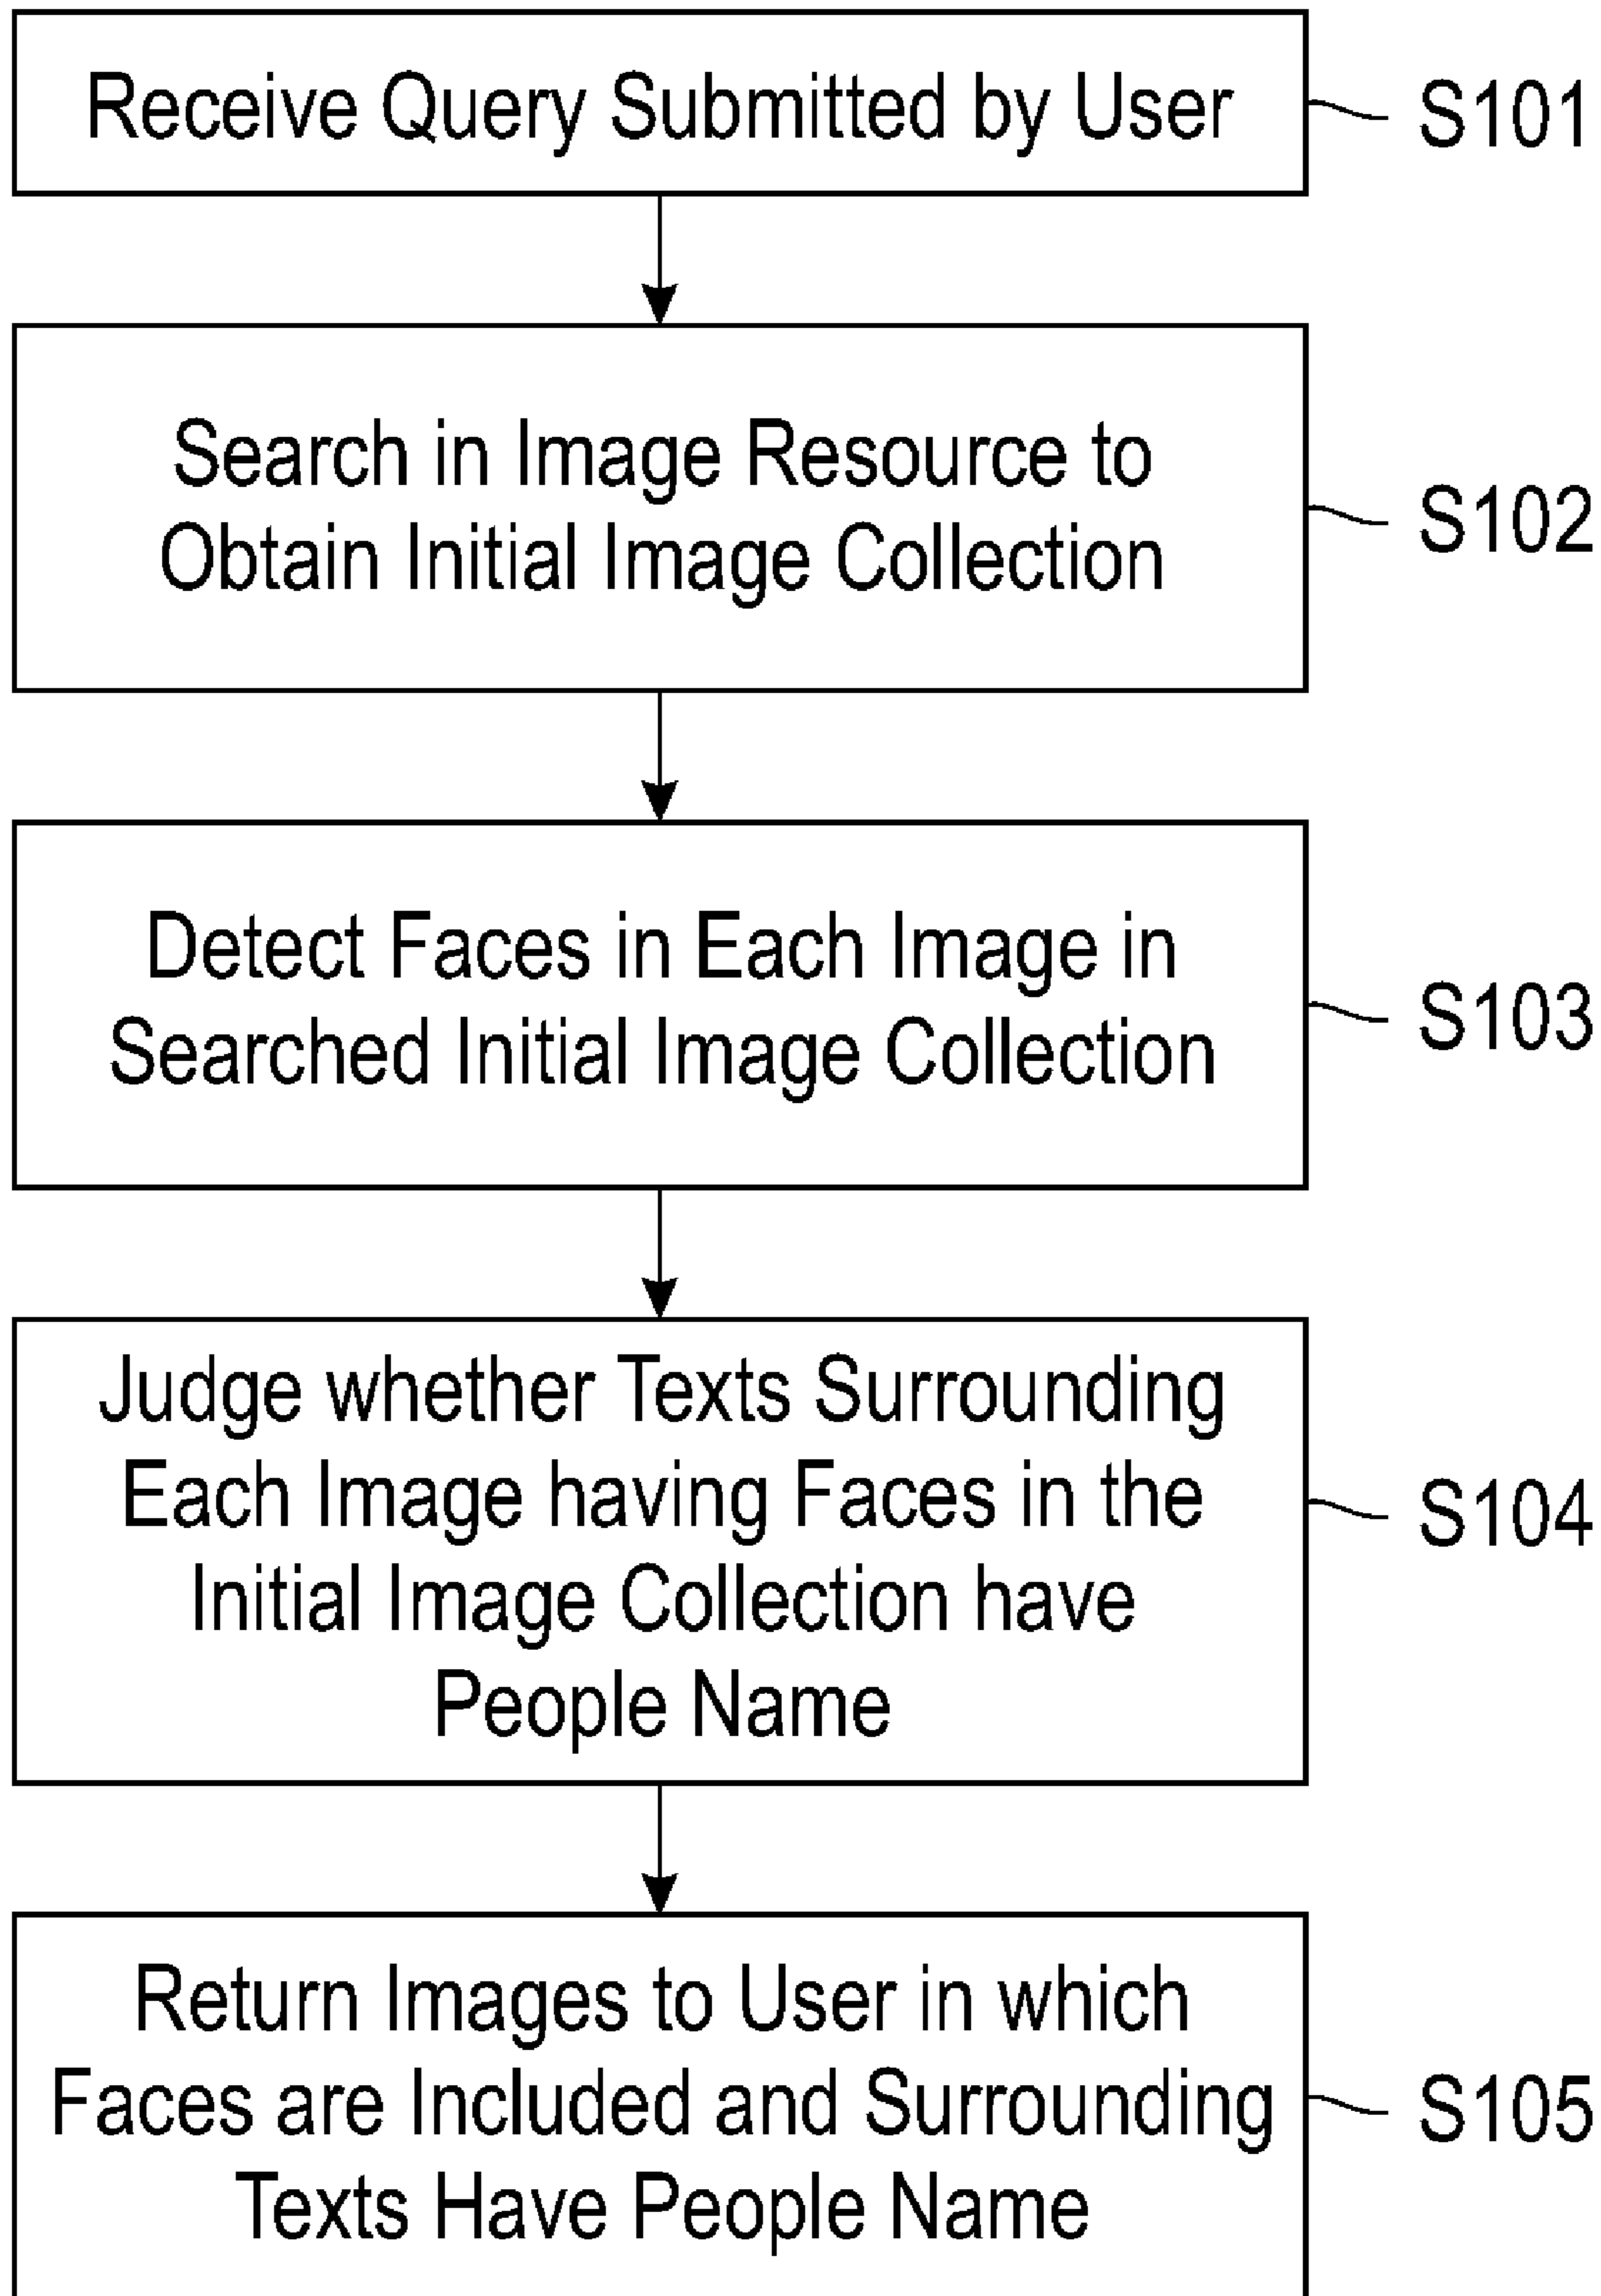 Receive Query Submitted by User
S101
Search in Image Resource to
Obtain Initial Image Collection
S102
Detect Faces in Each Image in
Searched Initial Image Collection
S103
Judge whether Texts Surrounding
Each Image having Faces in the
Initial Image Collection have
People Name
S104
Return Images to User in which
Faces are Included and Surrounding
Texts Have People Name
S105